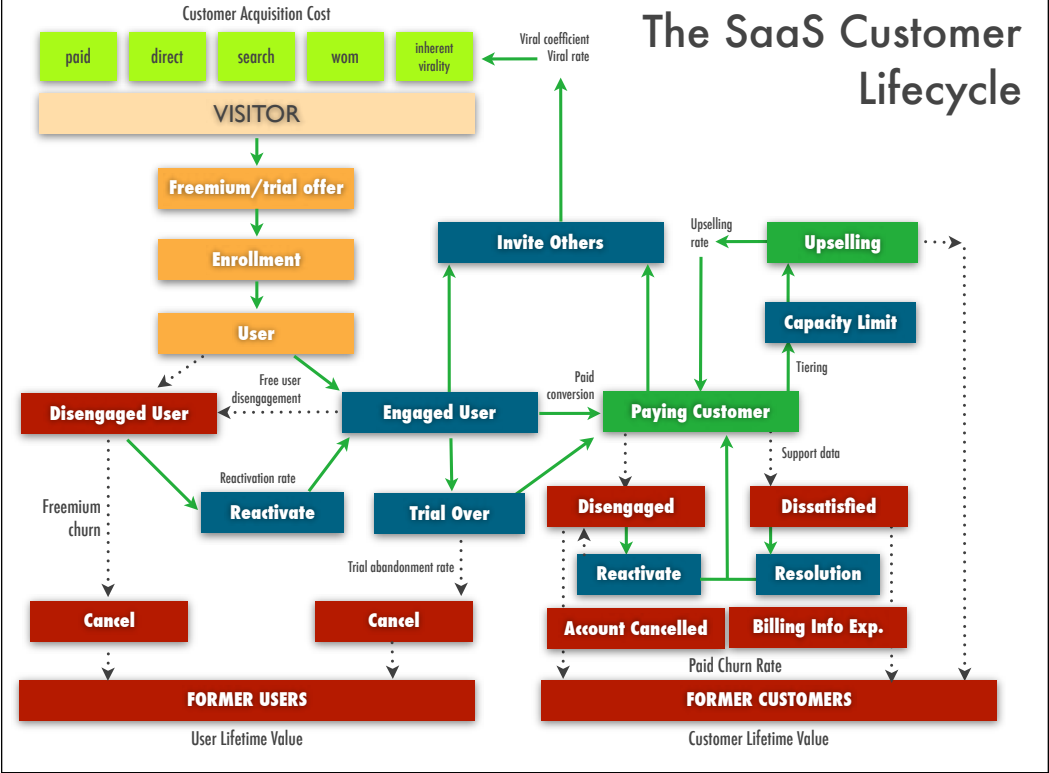 The SaaS Customer
Lifecycle
Customer Acquisition Cost
paid
direct
search
wom
inherent
virality
Viral coefficient
Viral rate
VISITOR
Freemium/trial offer
Enrollment
User
Invite Others
Upselling
rate
Upselling
Capacity Limit
Tiering
Free user
disengagement
Paid
conversion
Disengaged User
Engaged User
Paying Customer
Support data
Reactivation rate
Freemium
churn
Reactivate
Trial Over
Disengaged
Dissatisfied
Trial abandonment rate
Reactivate
Resolution
Cancel
Cancel
Account Cancelled
Billing Info Exp.
Paid Churn Rate
FORMER USERS
FORMER CUSTOMERS
User Lifetime Value
Customer Lifetime Value